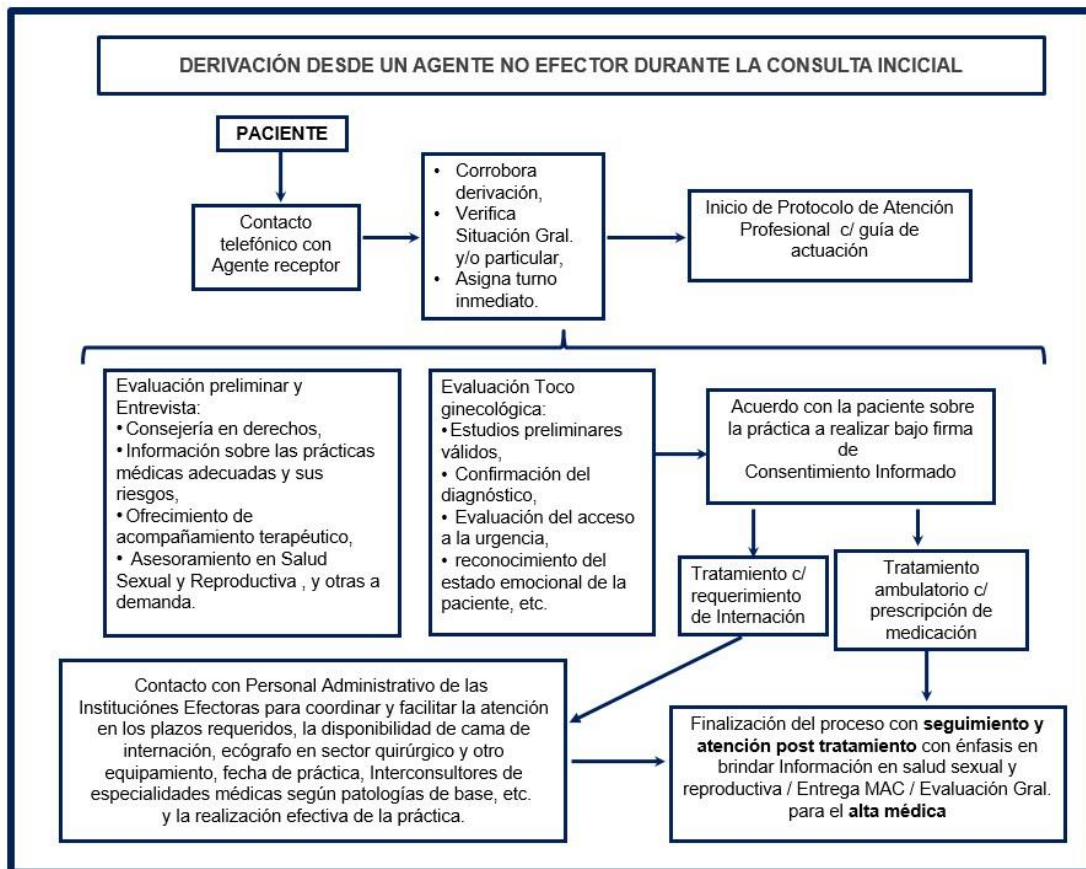 DERIVACIÓN DESDE UN AGENTE NO EFECTOR DURANTE LA CONSULTA INCICIAL
PACIENTE
Contacto
telefónico con
Agente receptor
• Corrobora
derivación,
• Verifica
Situación Gral.
y/o particular,
• Asigna turno
inmediato.
Inicio de Protocolo de Atención
Profesional c/ guía de
actuación
Evaluación preliminar y
Entrevista:
• Consejería en derechos,
• Información sobre las prácticas
médicas adecuadas y sus
riesgos,
• Ofrecimiento de
acompañamiento terapéutico,
• Asesoramiento en Salud
Sexual y Reproductiva , y otras a
demanda.
Evaluación Toco
ginecológica:
• Estudios preliminares
válidos,
• Confirmación del
diagnóstico,
• Evaluación del acceso
a la urgencia,
• reconocimiento del
estado emocional de la
paciente, etc.
Acuerdo con la paciente sobre
la práctica a realizar bajo firma
de
Consentimiento Informado
Tratamiento c/
requerimiento
de Internación
Tratamiento
ambulatorio c/
prescripción de
medicación
Contacto con Personal Administrativo de las
Instituciónes Efectoras para coordinar y facilitar la atención
en los plazos requeridos, la disponibilidad de cama de
internación, ecógrafo en sector quirúrgico y otro
equipamiento, fecha de práctica, Interconsultores de
especialidades médicas según patologías de base, etc.
y la realización efectiva de la práctica.
Finalización del proceso con seguimiento y
atención post tratamiento con énfasis en
brindar Información en salud sexual y
reproductiva / Entrega MAC / Evaluación Gral.
para el alta médica